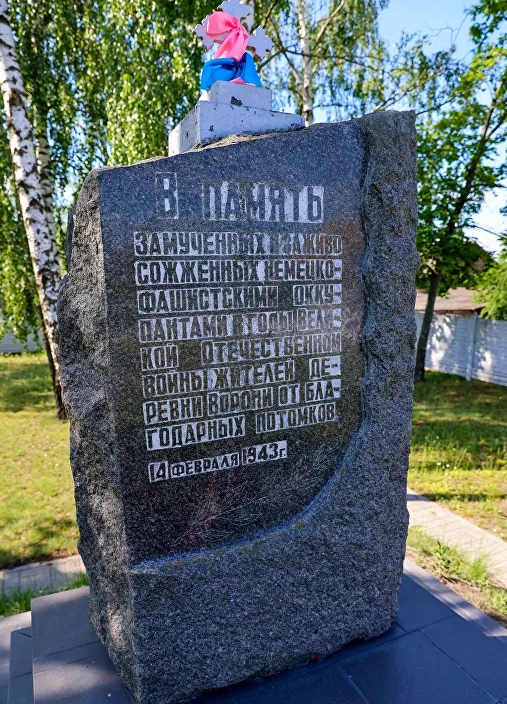 В ПАМЯТЬ
ЗАМУЧЕННЫХ И ЗАЖИВО
СОЖЖЕННЫХ НЕМЕЦКО-
ФАШИСТСКИМИ ОККУ-
ПАНТАМИ В ГОДЫ ВЕЛИ-
КОЙ ОТЕЧЕСТВЕННОЙ
ВОЙНЫ ЖИТЕЛЕЙ ДЕ-
РЕВНИ ВОРОНИ ОТ БЛА-
ГОДАРНЫХ ПОТОМКОВ
14 ФЕВРАЛЯ 1943 г.